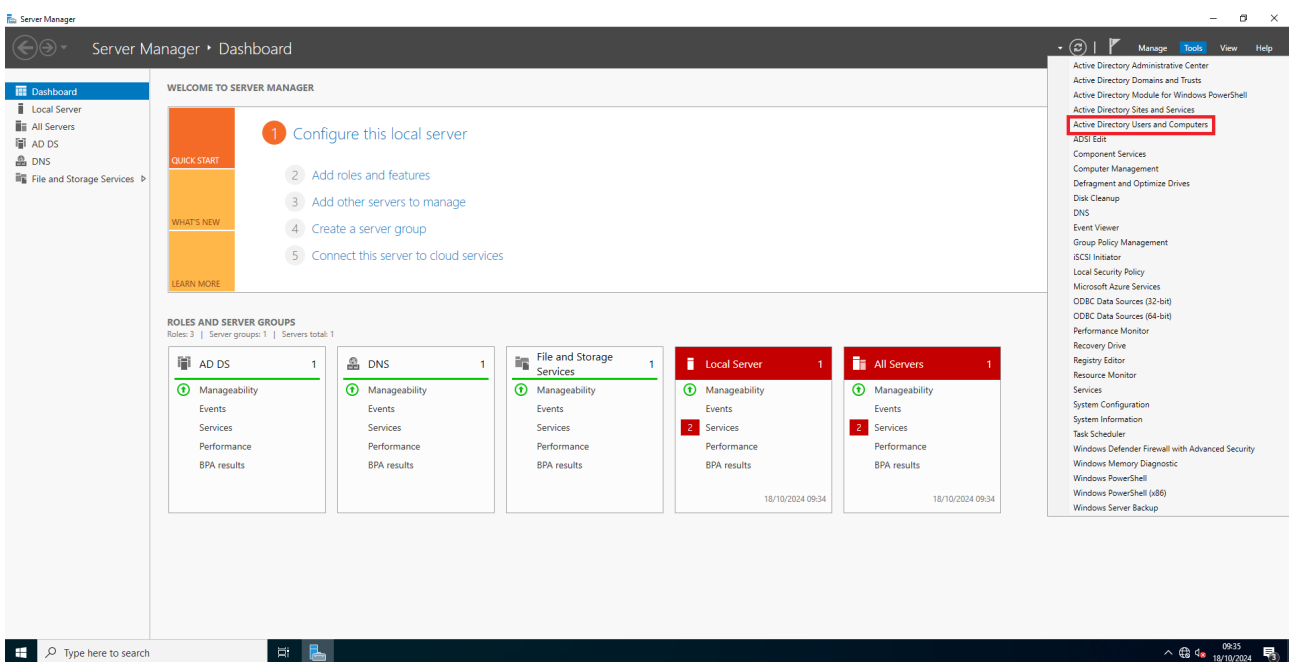 Server Manager
Server Manager • Dashboard
Manage Tools View Help
Dashboard
Local Server
All Servers
AD DS
DNS
File and Storage Services
WELCOME TO SERVER MANAGER
QUICK START
WHAT'S NEW
LEARN MORE
1 Configure this local server
2 Add roles and features
3 Add other servers to manage
4 Create a server group
5 Connect this server to cloud services
ROLES AND SERVER GROUPS
Roles: 3 | Server groups: 1 | Servers total: 1
AD DS 1
Manageability
Events
Services
Performance
BPA results
DNS 1
Manageability
Events
Services
Performance
BPA results
File and Storage
Services 1
Manageability
Events
Services
Performance
BPA results
Local Server 1
Manageability
Events
2 Services
Performance
BPA results
18/10/2024 09:34
All Servers 1
Manageability
Events
2 Services
Performance
BPA results
18/10/2024 09:34
Active Directory Administrative Center
Active Directory Domains and Trusts
Active Directory Module for Windows PowerShell
Active Directory Sites and Services
Active Directory Users and Computers
ADSI Edit
Component Services
Computer Management
Defragment and Optimize Drives
Disk Cleanup
DNS
Event Viewer
Group Policy Management
iSCSI Initiator
Local Security Policy
Microsoft Azure Services
ODBC Data Sources (32-bit)
ODBC Data Sources (64-bit)
Performance Monitor
Recovery Drive
Registry Editor
Resource Monitor
Services
System Configuration
System Information
Task Scheduler
Windows Defender Firewall with Advanced Security
Windows Memory Diagnostic
Windows PowerShell
Windows PowerShell (x86)
Windows Server Backup
Type here to search
09:35
18/10/2024
3